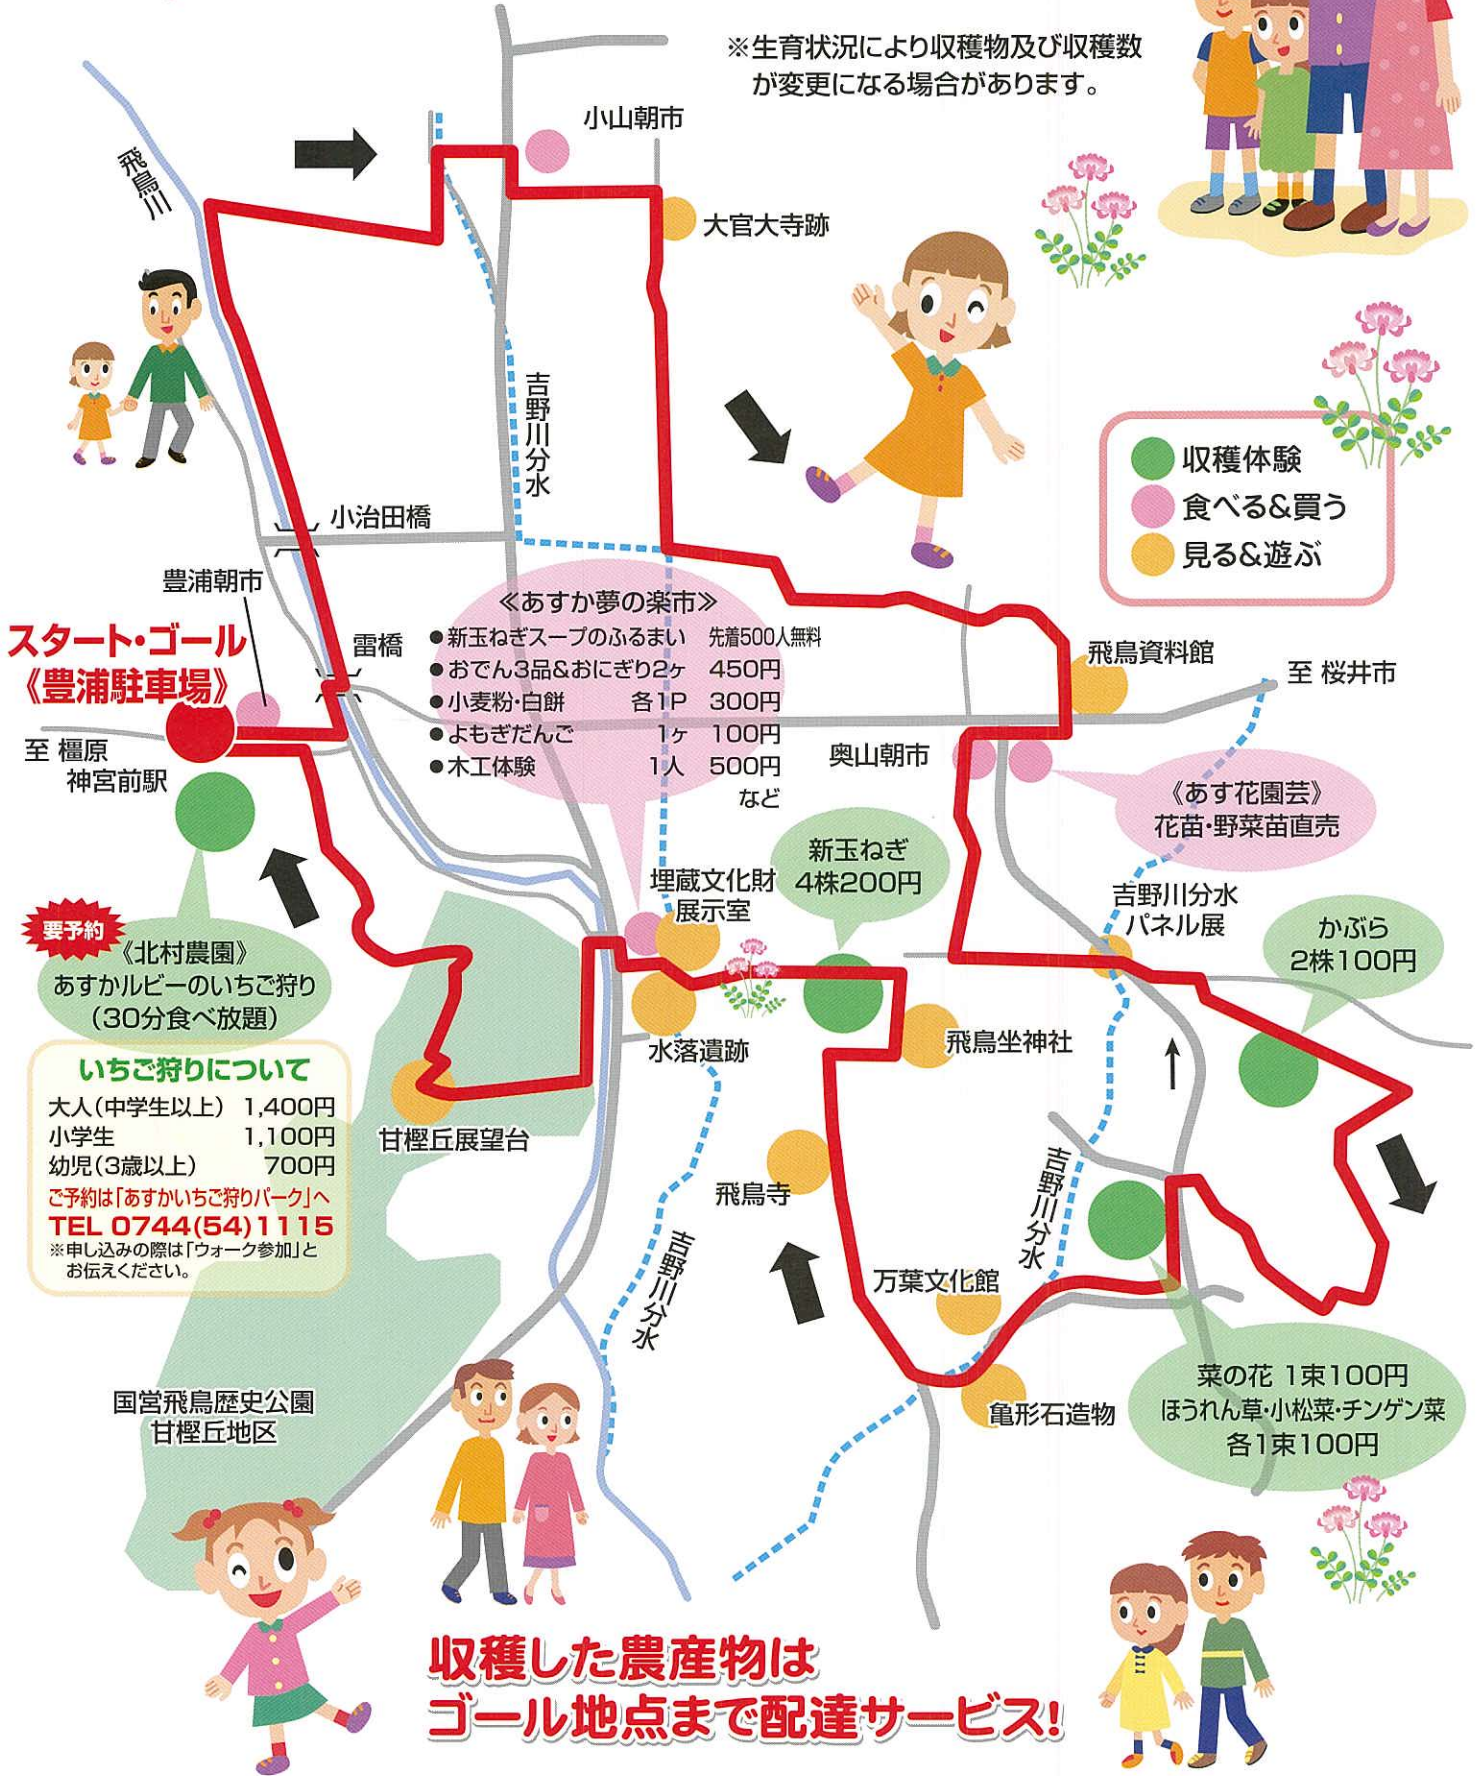 ※生育状況により収穫物及び収穫数
が変更になる場合があります。
小山朝市
飛鳥川
大官大寺跡
吉野川分水
収穫体験
食べる&買う
見る&遊ぶ
小治田橋
豊浦朝市
スタート・ゴール
《豊浦駐車場》
雷橋
至 橿原
神宮前駅
≪あすか夢の楽市≫
●新玉ねぎスープのふるまい 先着500人無料
●おでん3品&おにぎり2ヶ 450円
●小麦粉・白餅 各1P 300円
●よもぎだんご 1ヶ 100円
●木工体験 1人 500円
など
飛鳥資料館
至 桜井市
奥山朝市
《あす花園芸》
花苗・野菜苗直売
新玉ねぎ
4株200円
埋蔵文化財
展示室
吉野川分水
パネル展
かぶら
2株100円
要予約
《北村農園》
あすかルビーのいちご狩り
(30分食べ放題)
いちご狩りについて
大人(中学生以上) 1,400円
小学生 1,100円
幼児(3歳以上) 700円
ご予約は「あすかいちご狩りパーク」へ
TEL 0744(54)1115
※申し込みの際は「ウォーク参加」と
お伝えください。
水落遺跡
飛鳥坐神社
甘樫丘展望台
飛鳥寺
吉野川分水
吉野川分水
万葉文化館
亀形石造物
菜の花 1束100円
ほうれん草・小松菜・チンゲン菜
各1束100円
国営飛鳥歴史公園
甘樫丘地区
収穫した農産物は
ゴール地点まで配達サービス!